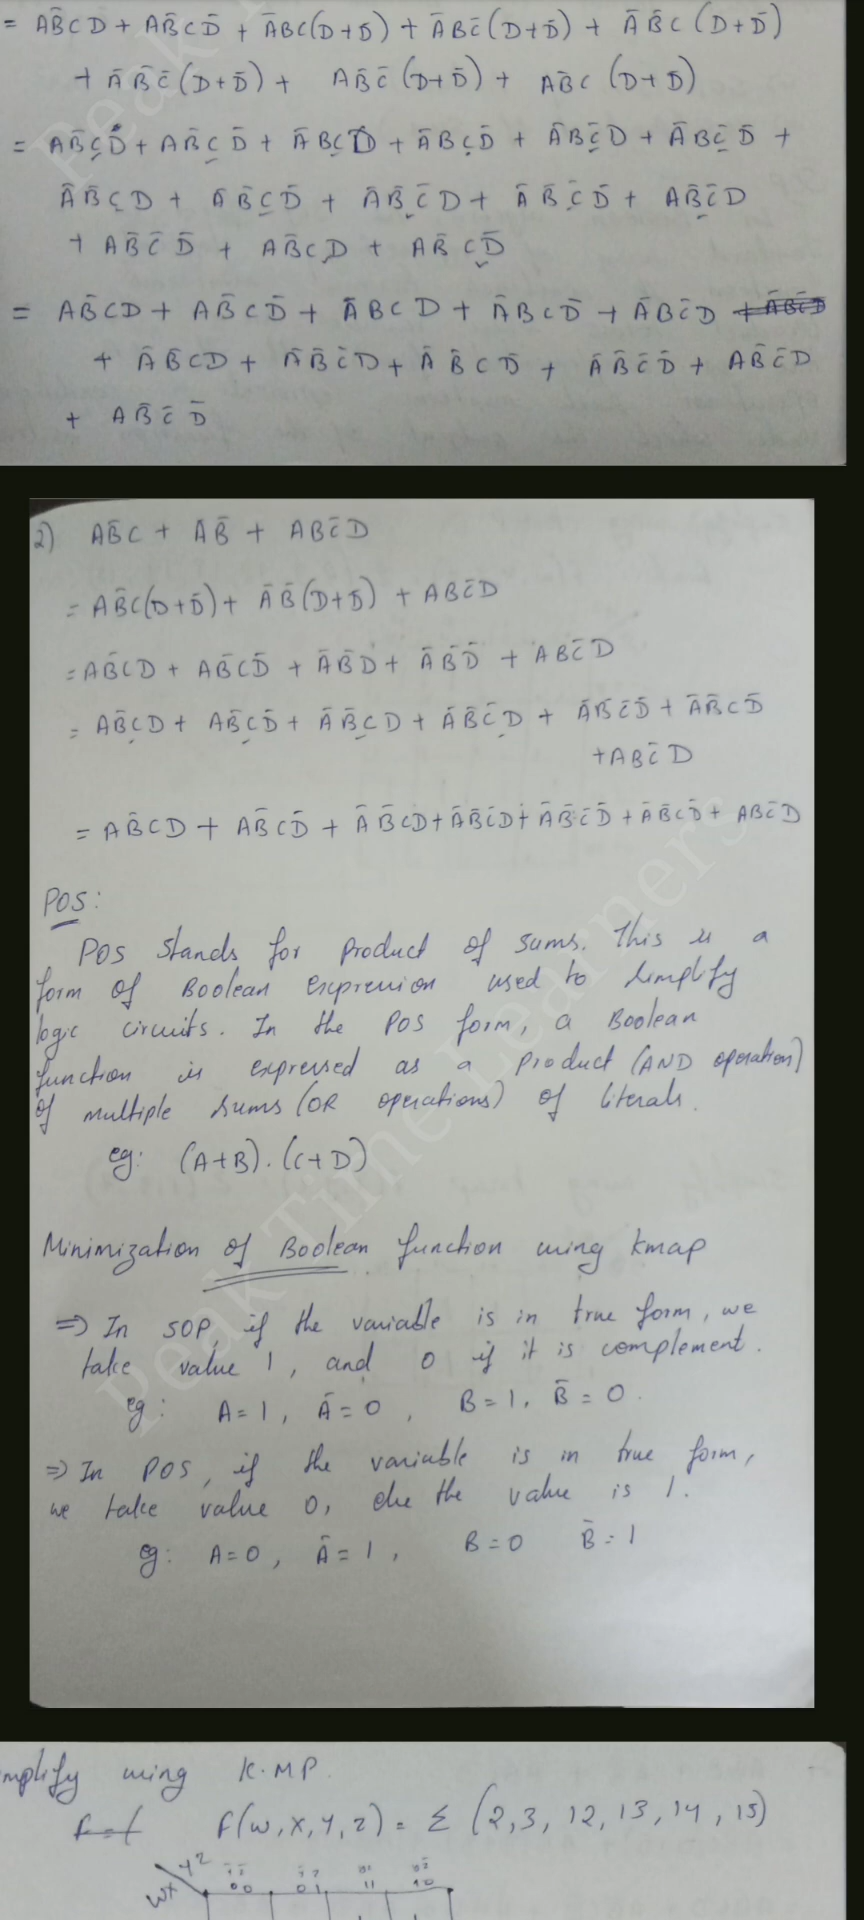 = AB̄CD + AB̄CD̄ + ĀBC(D+D̄) + ĀBC̄(D+D̄) + ĀB̄C(D+D̄)
+ ĀB̄C̄(D+D̄) + AB̄C̄(D+D̄) + AB̄C(D+D̄)
= AB̄CD + AB̄CD̄ + ĀBCD + ĀBCD̄ + ĀBC̄D + ĀBC̄D̄ +
ĀB̄CD + ĀB̄CD̄ + ĀB̄C̄D + ĀB̄C̄D̄ + AB̄C̄D
+ AB̄C̄D̄ + AB̄CD + AB̄CD̄
= AB̄CD + AB̄CD̄ + ĀBCD + ĀBCD̄ + ĀBC̄D
+ ĀB̄CD + ĀB̄C̄D + ĀB̄CD̄ + ĀB̄C̄D̄ + AB̄C̄D
+ AB̄C̄D̄
2) AB̄C + ĀB̄ + ABC̄D
= AB̄C(D+D̄) + ĀB̄(D+D̄) + ABC̄D
= AB̄CD + AB̄CD̄ + ĀB̄D + ĀB̄D̄ + ABC̄D
= AB̄CD + AB̄CD̄ + ĀB̄CD + ĀB̄C̄D + ĀB̄C̄D̄ + ĀB̄CD̄
+ ABC̄D
= AB̄CD + AB̄CD̄ + ĀB̄CD + ĀB̄C̄D + ĀB̄C̄D̄ + ĀB̄CD̄ + ABC̄D
POS:
POS stands for product of sums. This is a
form of Boolean expression used to simplify
logic circuits. In the POS form, a Boolean
function is expressed as a product (AND operation)
of multiple sums (OR operations) of literals.
eg: (A+B).(C+D)
Minimization of Boolean function using kmap
⇒ In SOP, if the variable is in true form, we
take value 1, and 0 if it is complement.
eg: A=1, Ā=0, B=1, B̄=0.
⇒ In POS, if the variable is in true form,
we take value 0, else the value is 1.
eg: A=0, Ā=1, B=0 B̄=1
mplify using K.MP.
F(W,X,Y,Z) = Σ (2,3,12,13,14,15)
YZ
WX 00 01 11 10
Peak Time Learners